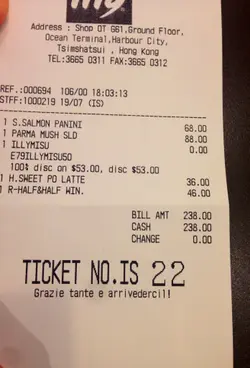 illy
Address : Shop OT G61,Ground Floor,
Ocean Terminal,Harbour City,
Tsimshatsui , Hong Kong
TEL:3665 0311 FAX:3665 0312
REF.:000694 106/00 18:03:13
STFF:1000219 19/07 (IS)
1 S.SALMON PANINI 68.00
1 PARMA MUSH SLD 88.00
1 ILLYMISU 0.00
E79ILLYMISU50
100% disc on $53.00, disc on $53.00
1 H.SWEET PO LATTE 36.00
1 R-HALF&HALF WIN. 46.00
BILL AMT 238.00
CASH 238.00
CHANGE 0.00
TICKET NO.IS 22
Grazie tante e arrivederci!